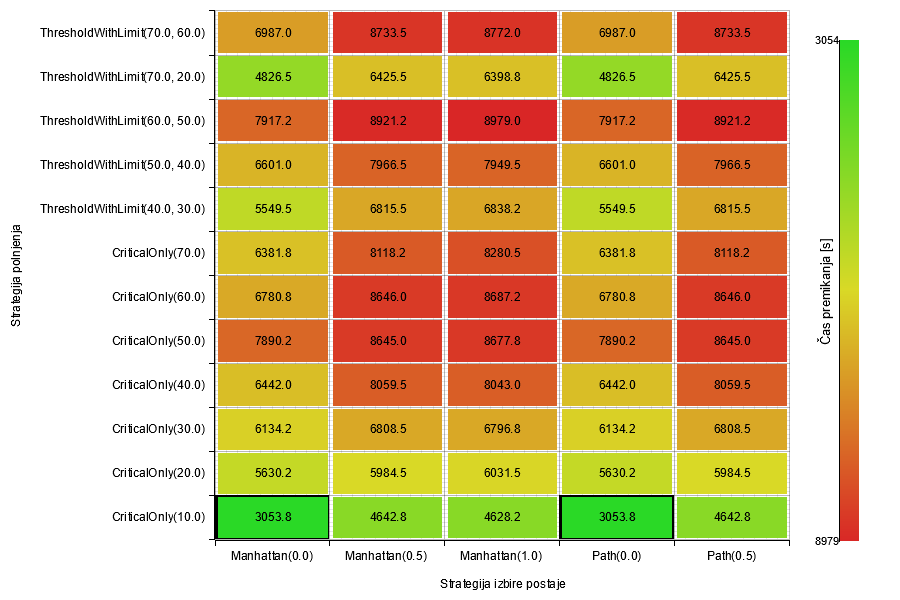 ThresholdWithLimit(70.0, 60.0) 6987.0 8733.5 8772.0 6987.0 8733.5
3054
ThresholdWithLimit(70.0, 20.0) 4826.5 6425.5 6398.8 4826.5 6425.5
ThresholdWithLimit(60.0, 50.0) 7917.2 8921.2 8979.0 7917.2 8921.2
ThresholdWithLimit(50.0, 40.0) 6601.0 7966.5 7949.5 6601.0 7966.5
ThresholdWithLimit(40.0, 30.0) 5549.5 6815.5 6838.2 5549.5 6815.5
CriticalOnly(70.0) 6381.8 8118.2 8280.5 6381.8 8118.2
CriticalOnly(60.0) 6780.8 8646.0 8687.2 6780.8 8646.0
CriticalOnly(50.0) 7890.2 8645.0 8677.8 7890.2 8645.0
CriticalOnly(40.0) 6442.0 8059.5 8043.0 6442.0 8059.5
CriticalOnly(30.0) 6134.2 6808.5 6796.8 6134.2 6808.5
CriticalOnly(20.0) 5630.2 5984.5 6031.5 5630.2 5984.5
CriticalOnly(10.0) 3053.8 4642.8 4628.2 3053.8 4642.8
8979
Manhattan(0.0) Manhattan(0.5) Manhattan(1.0) Path(0.0) Path(0.5)
Strategija izbire postaje
Strategija polnjenja
Čas premikanja [s]